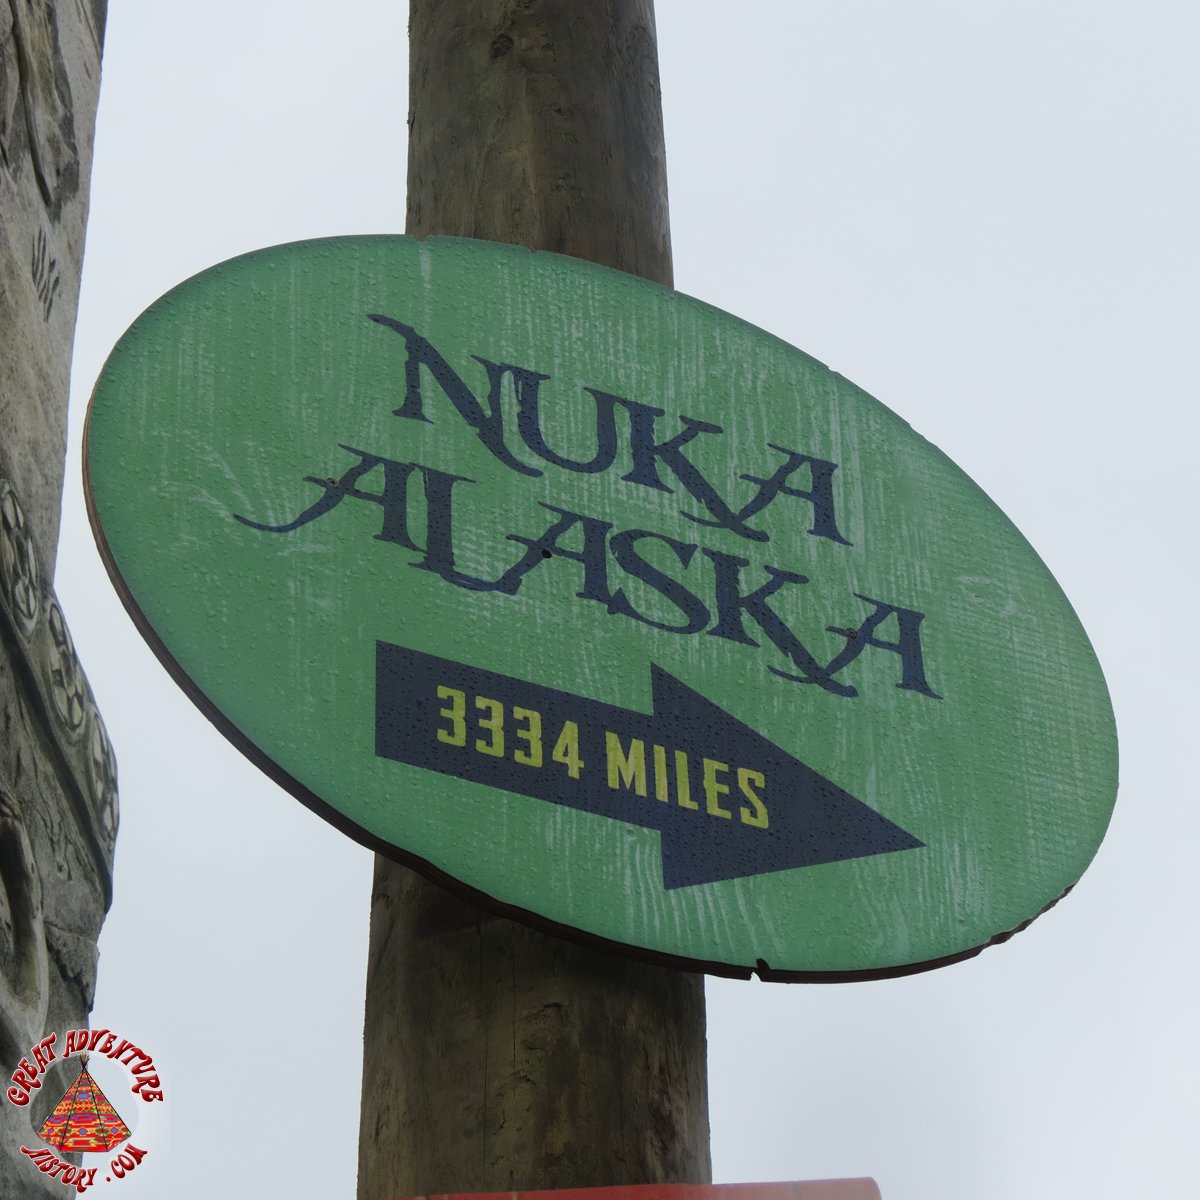 NUKA
ALASKA
3334 MILES
GREAT ADVENTURE
HISTORY.COM